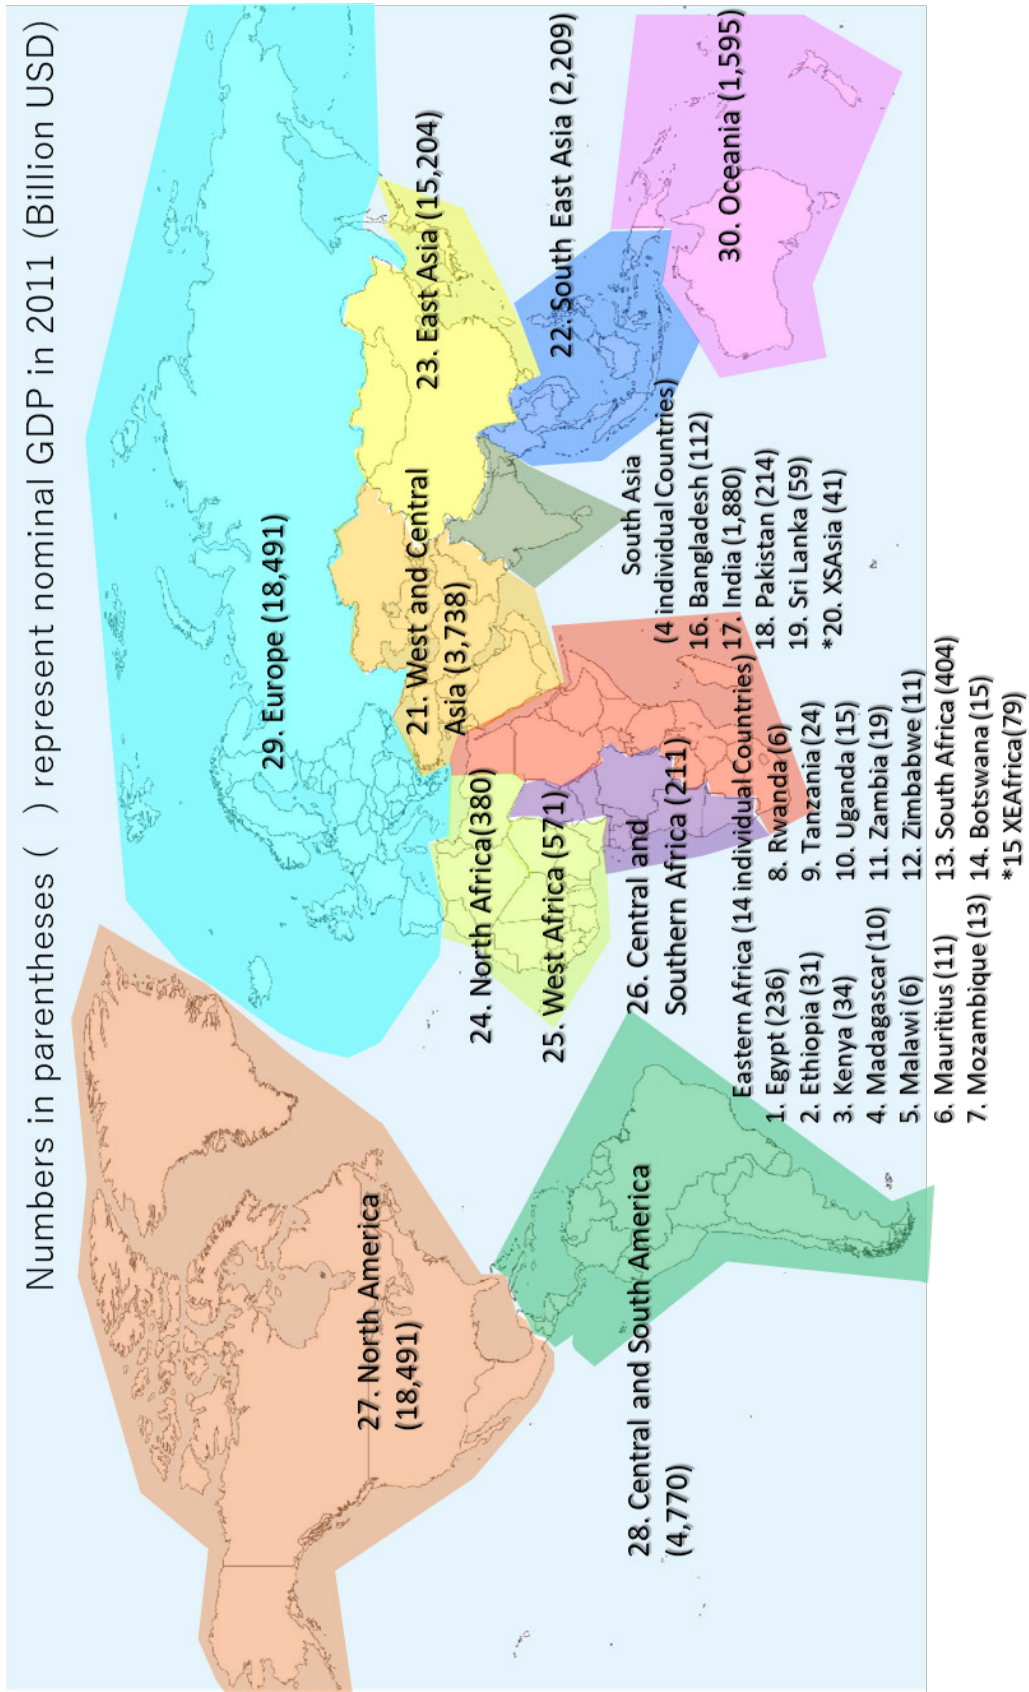 Numbers in parentheses ( ) represent nominal GDP in 2011 (Billion USD)
29. Europe (18,491)
27. North America
(18,491)
23. East Asia (15,204)
21. West and Central
Asia (3,738)
24. North Africa(380)
25. West Africa (571)
22. South East Asia (2,209)
26. Central and
Southern Africa (211)
28. Central and South America
(4,770)
30. Oceania (1,595)
South Asia
(4 individual Countries)
16. Bangladesh (112)
17. India (1,880)
18. Pakistan (214)
19. Sri Lanka (59)
*20. XSAsia (41)
Eastern Africa (14 individual Countries)
1. Egypt (236)
2. Ethiopia (31)
3. Kenya (34)
4. Madagascar (10)
5. Malawi (6)
6. Mauritius (11)
7. Mozambique (13)
8. Rwanda (6)
9. Tanzania (24)
10. Uganda (15)
11. Zambia (19)
12. Zimbabwe (11)
13. South Africa (404)
14. Botswana (15)
*15 XEAfrica(79)